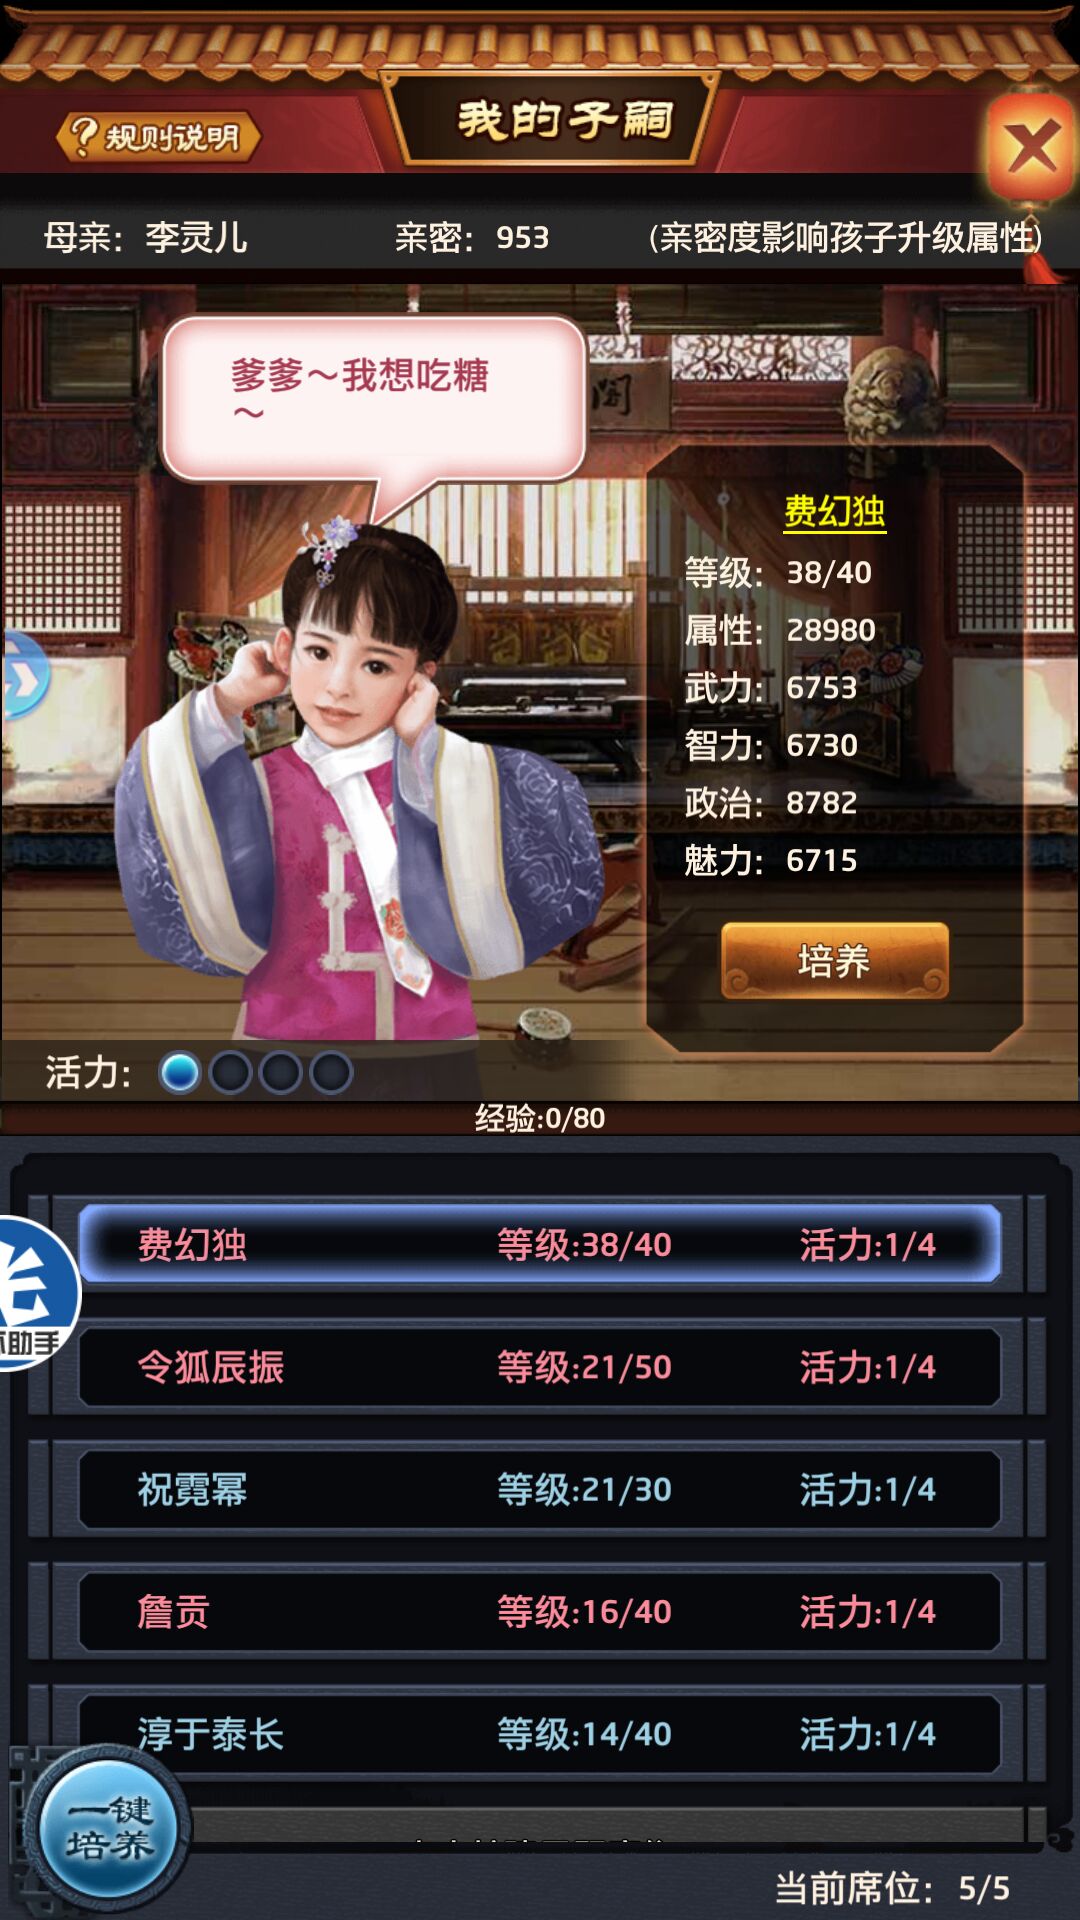 我的子嗣
规则说明
母亲：李灵儿 亲密：953 (亲密度影响孩子升级属性)
爹爹～我想吃糖
～
阁
费幻独
等级：38/40
属性：28980
武力：6753
智力：6730
政治：8782
魅力：6715
培养
活力：
经验:0/80
费幻独 等级:38/40 活力:1/4
令狐辰振 等级:21/50 活力:1/4
祝霓幂 等级:21/30 活力:1/4
詹贡 等级:16/40 活力:1/4
淳于泰长 等级:14/40 活力:1/4
助手
一键
培养
当前席位：5/5